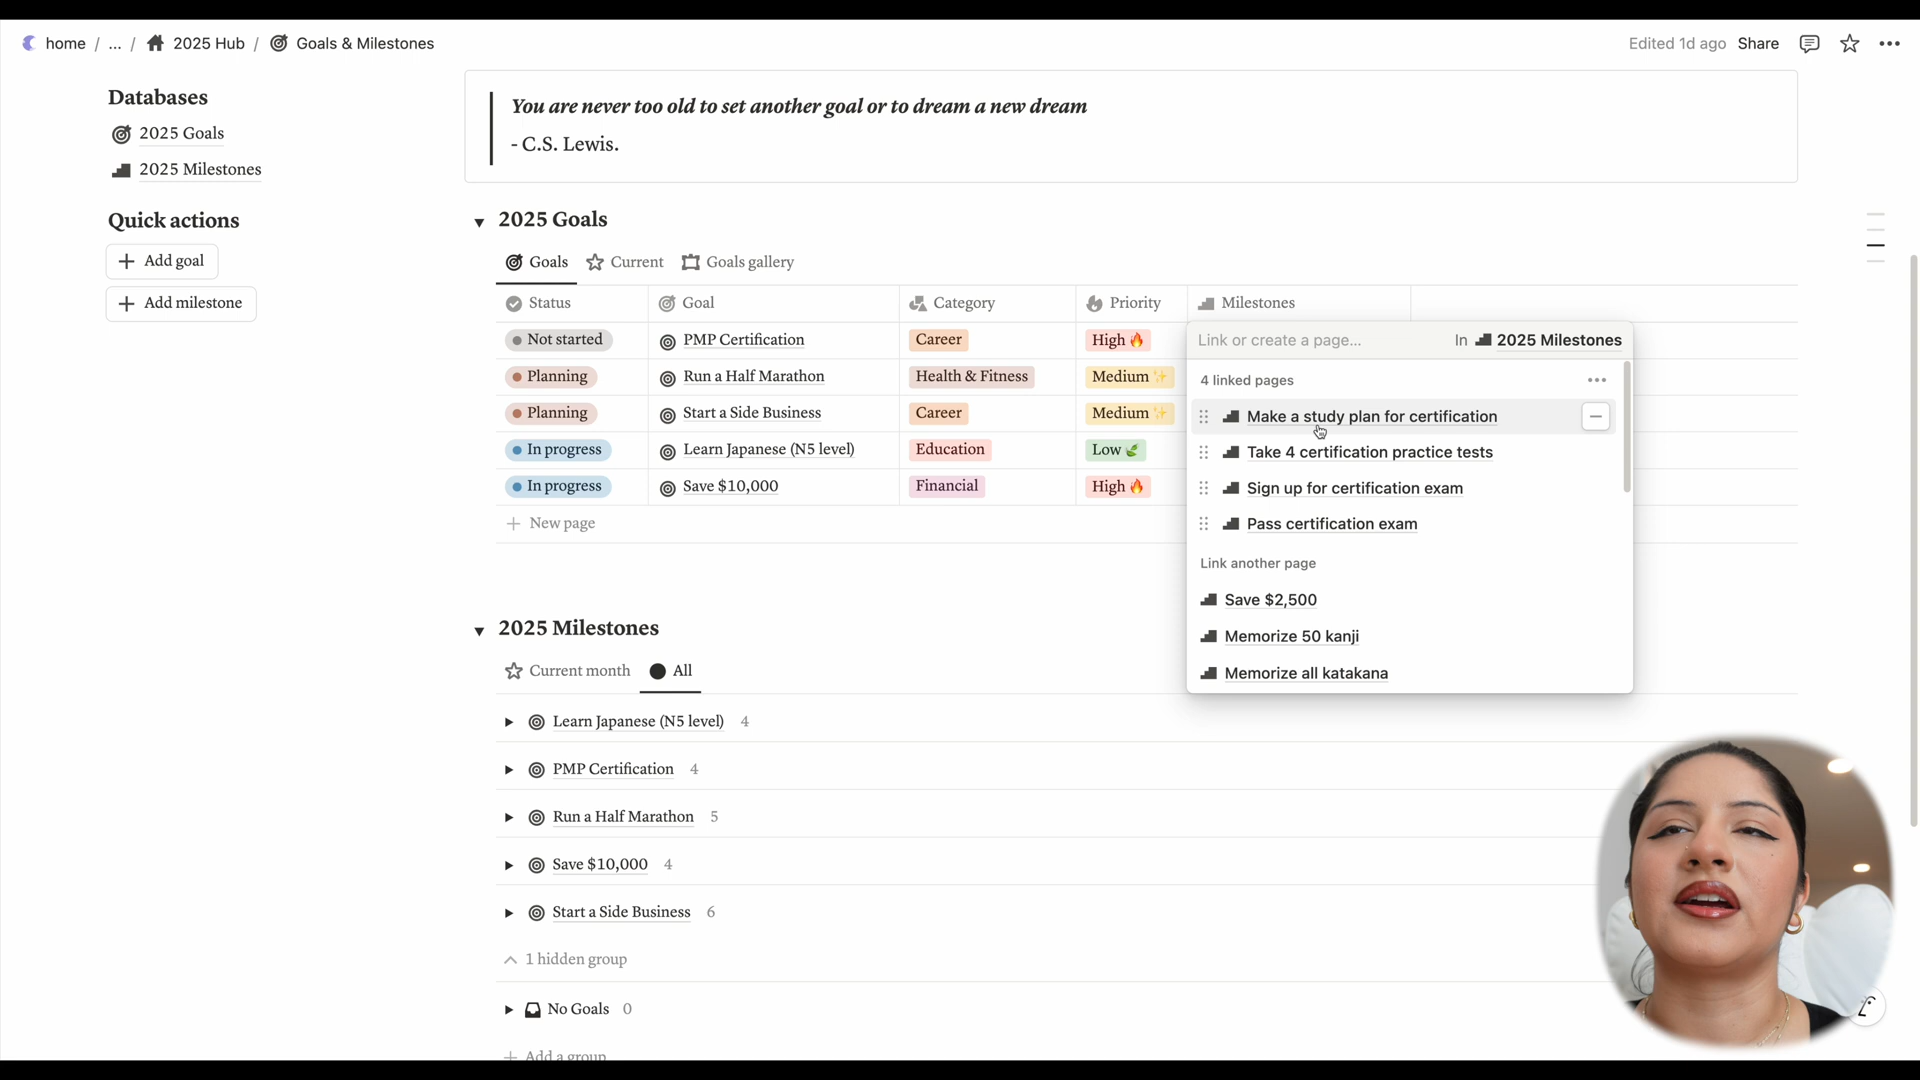 home / ... / 2025 Hub / Goals & Milestones
Edited 1d ago Share
Databases
2025 Goals
2025 Milestones
Quick actions
+ Add goal
+ Add milestone
You are never too old to set another goal or to dream a new dream
- C.S. Lewis.
2025 Goals
Goals Current Goals gallery
Status Goal Category Priority Milestones
Not started PMP Certification Career High 🔥
Planning Run a Half Marathon Health & Fitness Medium ✨
Planning Start a Side Business Career Medium ✨
In progress Learn Japanese (N5 level) Education Low 🍃
In progress Save $10,000 Financial High 🔥
+ New page
Link or create a page... In 2025 Milestones
4 linked pages
Make a study plan for certification
Take 4 certification practice tests
Sign up for certification exam
Pass certification exam
Link another page
Save $2,500
Memorize 50 kanji
Memorize all katakana
2025 Milestones
Current month All
Learn Japanese (N5 level) 4
PMP Certification 4
Run a Half Marathon 5
Save $10,000 4
Start a Side Business 6
1 hidden group
No Goals 0
+ Add a group